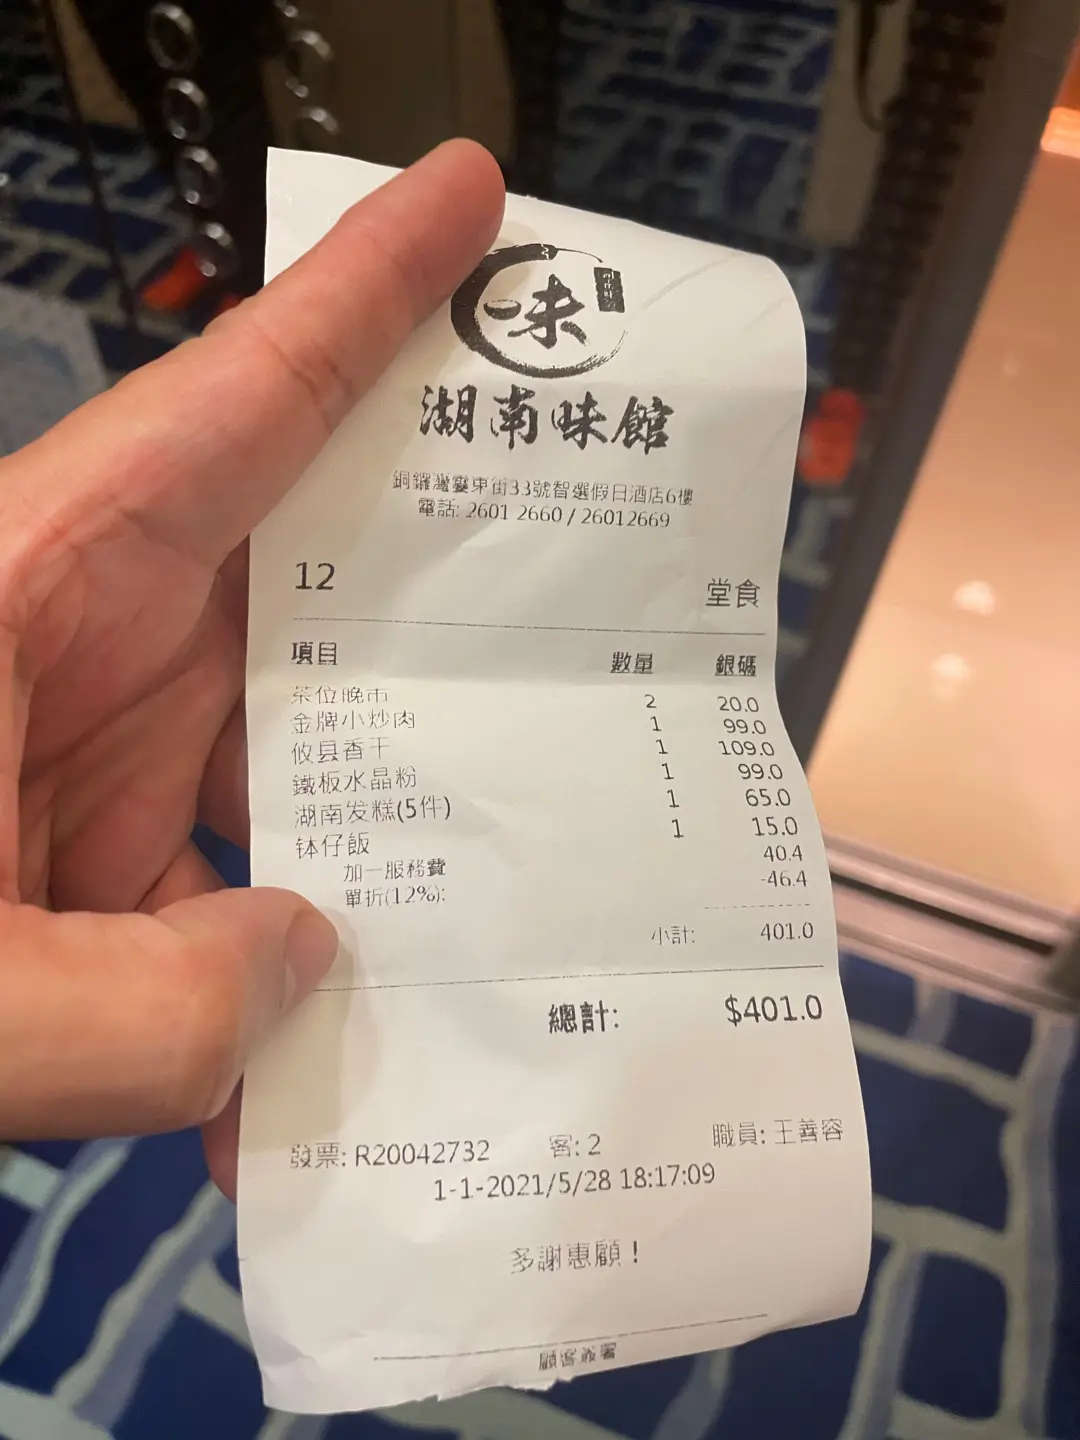 一味
湖南味館
銅鑼灣霎東街33號智選假日酒店6樓
電話: 2601 2660 / 26012669
12 堂食
項目 數量 銀碼
茶位晚市 2 20.0
金牌小炒肉 1 99.0
攸县香干 1 109.0
鐵板水晶粉 1 99.0
湖南发糕(5件) 1 65.0
钵仔飯 1 15.0
加一服務費 40.4
單折(12%): -46.4
小計: 401.0
總計: $401.0
發票: R20042732 客: 2 職員: 王善容
1-1-2021/5/28 18:17:09
多謝惠顧！